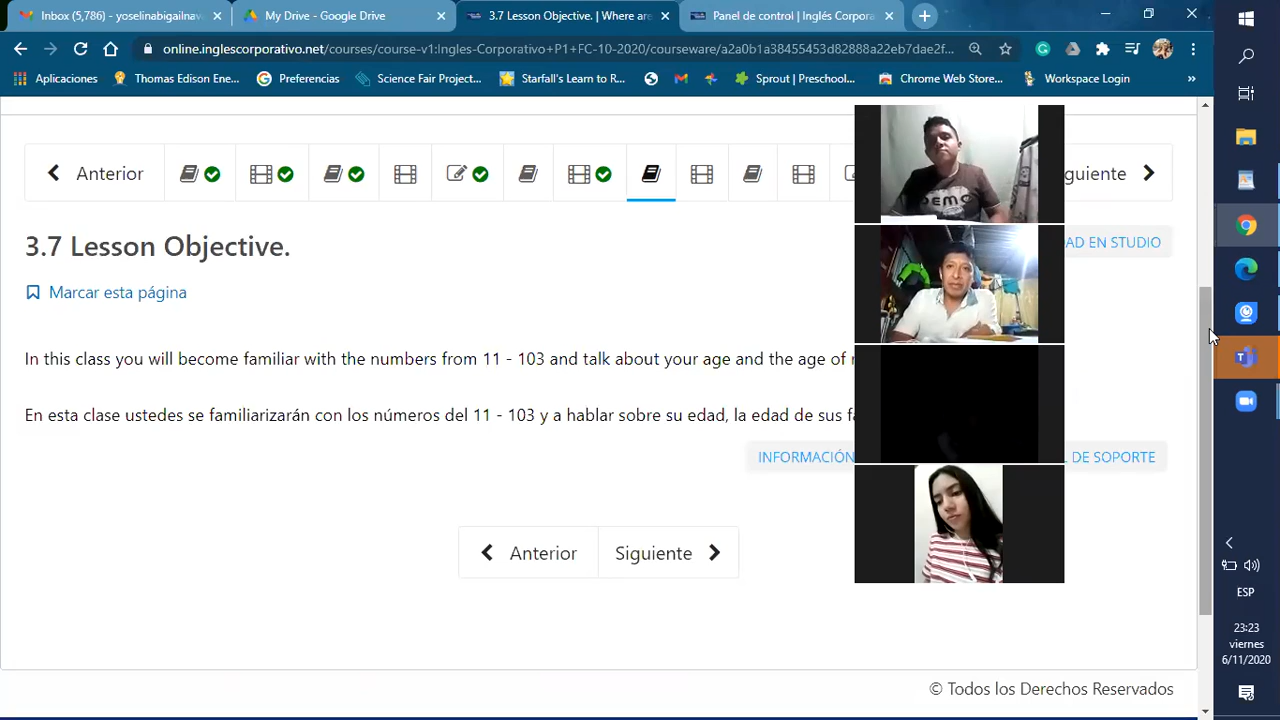 Inbox (5,786) - yoselinabigailnav
My Drive - Google Drive
3.7 Lesson Objective. | Where are
Panel de control | Inglés Corpora
online.inglescorporativo.net/courses/course-v1:Ingles-Corporativo+P1+FC-10-2020/courseware/a2a0b1a38455453d82888a22eb7dae2f...
Aplicaciones
Thomas Edison Ene...
Preferencias
Science Fair Project...
Starfall's Learn to R...
Sprout | Preschool...
Chrome Web Store...
Workspace Login
»
Anterior
guiente
3.7 Lesson Objective.
AD EN STUDIO
Marcar esta página
In this class you will become familiar with the numbers from 11 - 103 and talk about your age and the age of
En esta clase ustedes se familiarizarán con los números del 11 - 103 y a hablar sobre su edad, la edad de sus
INFORMACIÓN
DE SOPORTE
Anterior
Siguiente
© Todos los Derechos Reservados
DEMO
ESP
23:23
viernes
6/11/2020